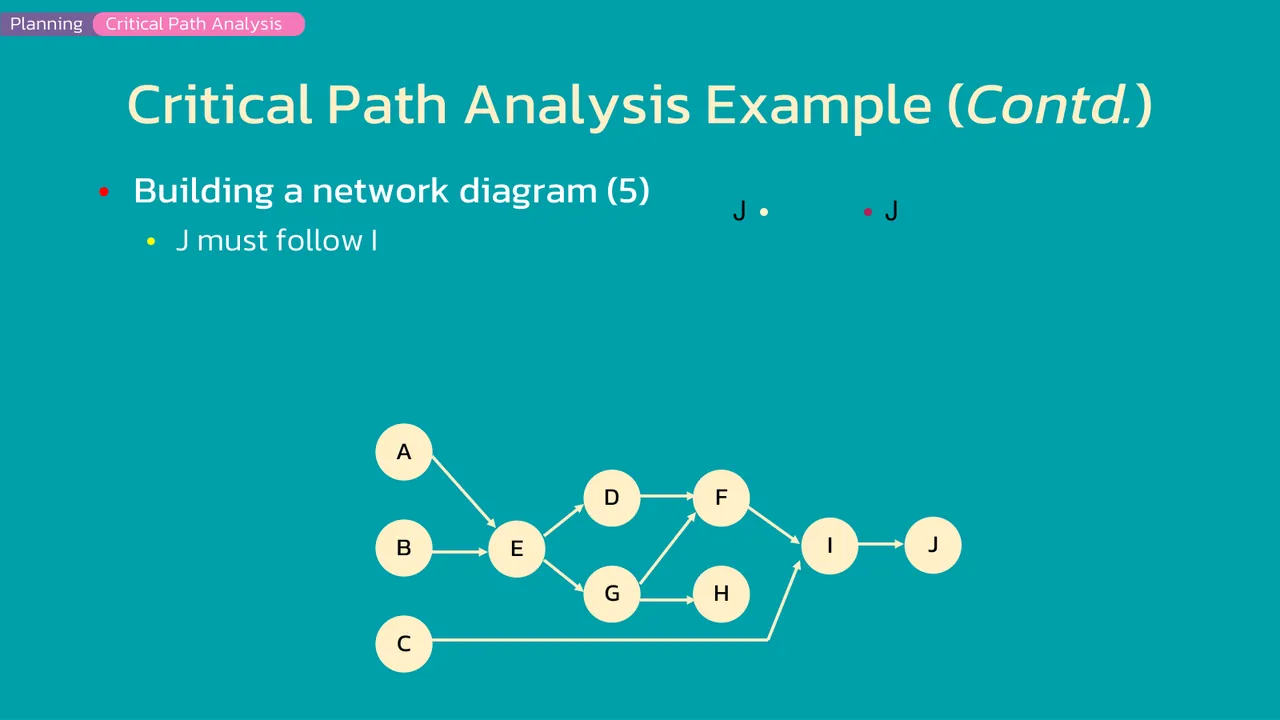 Planning Critical Path Analysis
Critical Path Analysis Example (Contd.)
• Building a network diagram (5)
J • • J
• J must follow I
A
D F
B E I J
G H
C